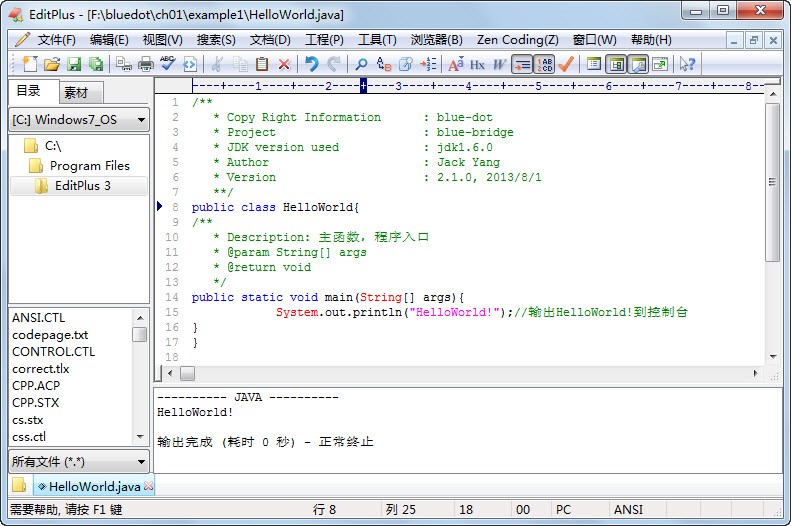 EditPlus - [F:\bluedot\ch01\example1\HelloWorld.java]
文件(F) 编辑(E) 视图(V) 搜索(S) 文档(D) 工程(P) 工具(T) 浏览器(B) Zen Coding(Z) 窗口(W) 帮助(H)
目录 素材
[C:] Windows7_OS
C:\
Program Files
EditPlus 3
ANSI.CTL
codepage.txt
CONTROL.CTL
correct.tlx
CPP.ACP
CPP.STX
cs.stx
css.ctl
所有文件 (*.*)
----+----1----+----2----+----3----+----4----+----5----+----6----+----7----+----8---
1 /**
2 * Copy Right Information : blue-dot
3 * Project : blue-bridge
4 * JDK version used : jdk1.6.0
5 * Author : Jack Yang
6 * Version : 2.1.0, 2013/8/1
7 **/
8 public class HelloWorld{
9 /**
10 * Description: 主函数，程序入口
11 * @param String[] args
12 * @return void
13 */
14 public static void main(String[] args){
15 System.out.println("HelloWorld!");//输出HelloWorld!到控制台
16 }
17 }
18
---------- JAVA ----------
HelloWorld!
输出完成 (耗时 0 秒) - 正常终止
HelloWorld.java
需要帮助, 请按 F1 键 行 8 列 25 18 00 PC ANSI